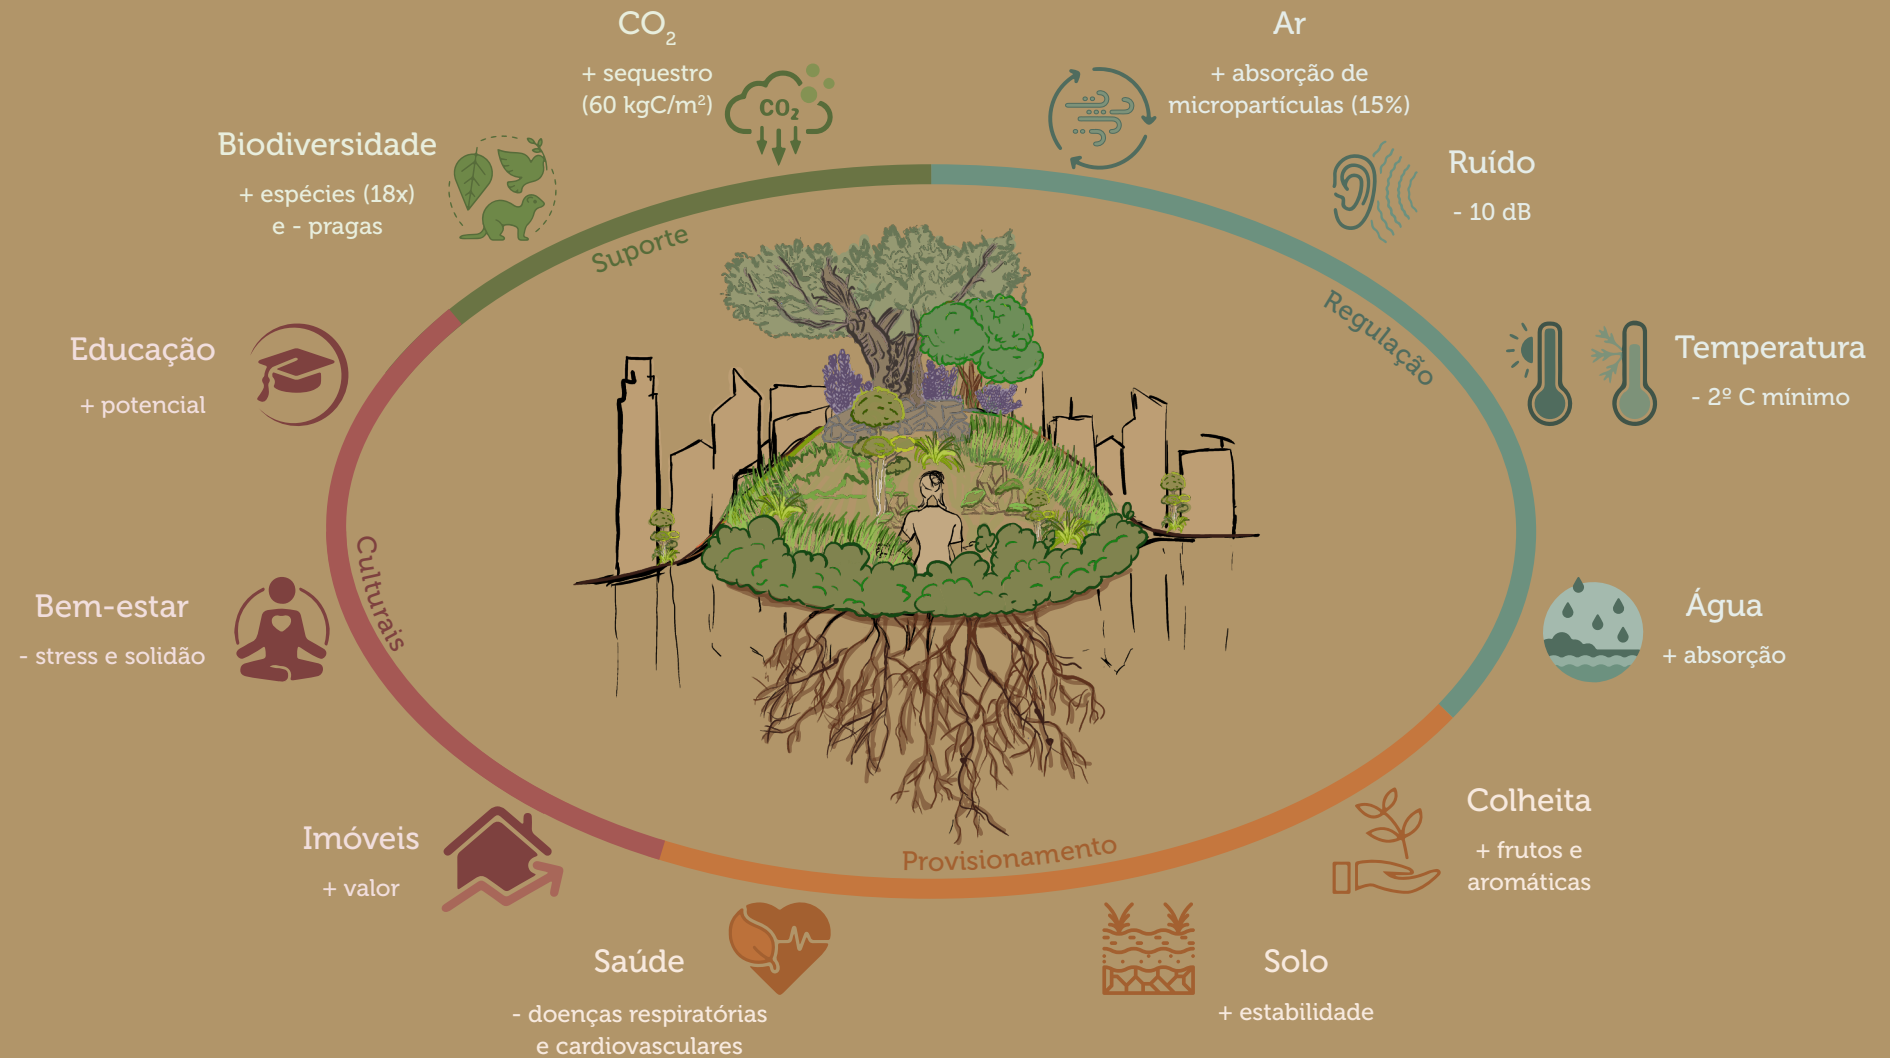 CO₂
+ sequestro
(60 kgC/m²)
CO₂
Ar
+ absorção de
micropartículas (15%)
Biodiversidade
+ espécies (18x)
e - pragas
Ruído
- 10 dB
Suporte
Regulação
Educação
+ potencial
Temperatura
- 2º C mínimo
Culturais
Bem-estar
- stress e solidão
Água
+ absorção
Imóveis
+ valor
Provisionamento
Colheita
+ frutos e
aromáticas
Saúde
- doenças respiratórias
e cardiovasculares
Solo
+ estabilidade